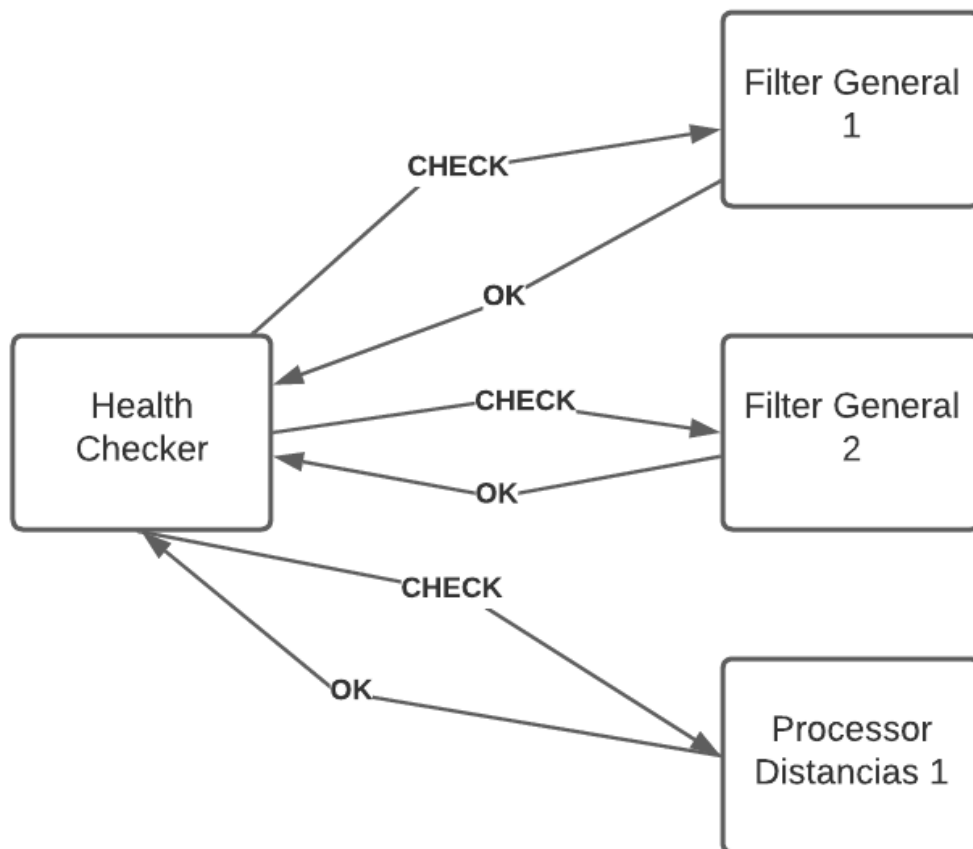 Filter General
1
CHECK
OK
Health
Checker
CHECK
Filter General
2
OK
CHECK
OK
Processor
Distancias 1